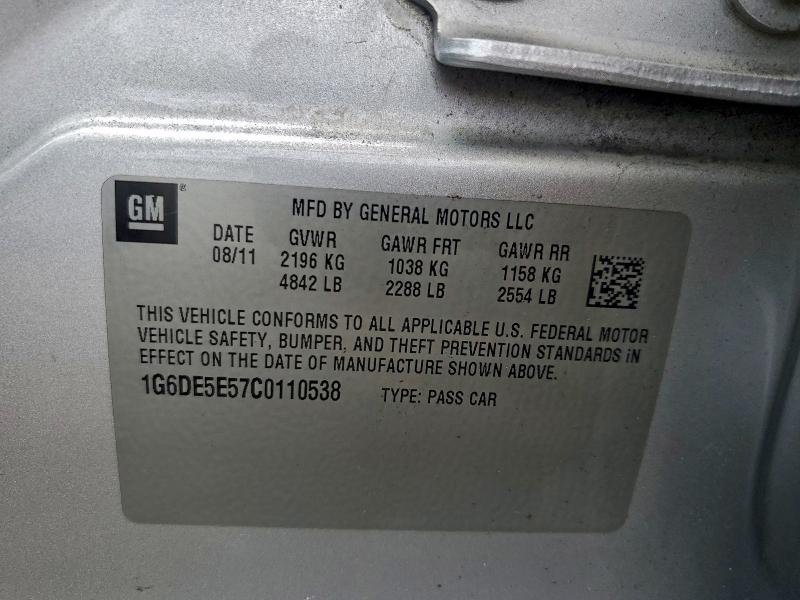 GM®
MFD BY GENERAL MOTORS LLC
DATE GVWR GAWR FRT GAWR RR
08/11 2196 KG 1038 KG 1158 KG
4842 LB 2288 LB 2554 LB
THIS VEHICLE CONFORMS TO ALL APPLICABLE U.S. FEDERAL MOTOR
VEHICLE SAFETY, BUMPER, AND THEFT PREVENTION STANDARDS IN
EFFECT ON THE DATE OF MANUFACTURE SHOWN ABOVE.
1G6DE5E57C0110538 TYPE: PASS CAR